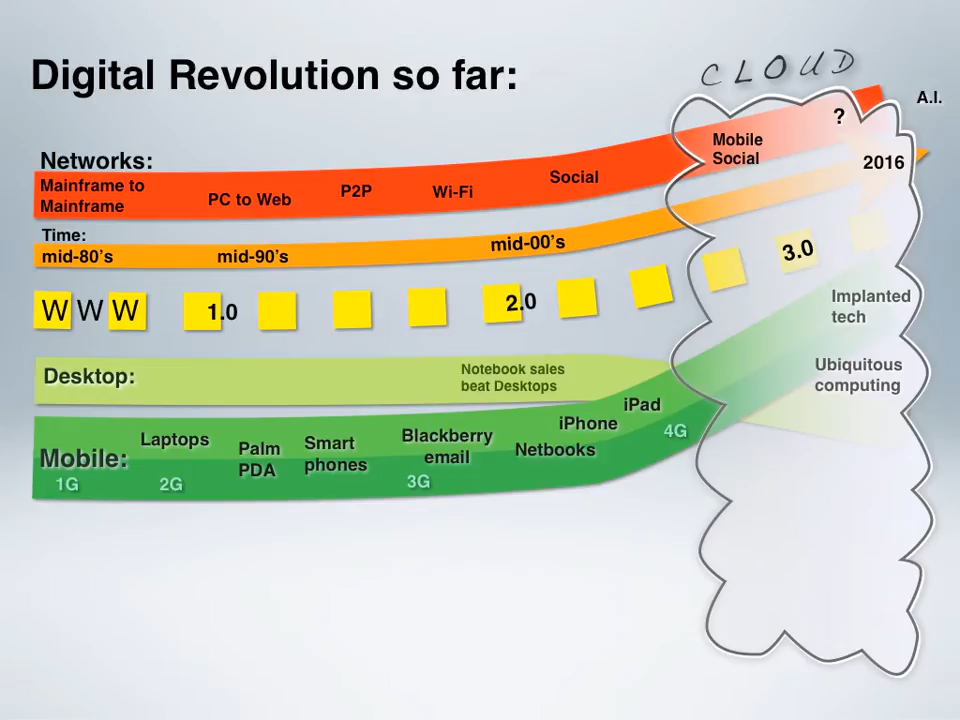 Digital Revolution so far:
CLOUD
A.I.
?
Networks:
Mainframe to
Mainframe
PC to Web
P2P
Wi-Fi
Social
Mobile
Social
2016
Time:
mid-80's
mid-90's
mid-00's
W W W
1.0
2.0
3.0
Implanted
tech
Desktop:
Notebook sales
beat Desktops
Ubiquitous
computing
Mobile:
Laptops
Palm
PDA
Smart
phones
Blackberry
email
Netbooks
iPhone
iPad
1G
2G
3G
4G